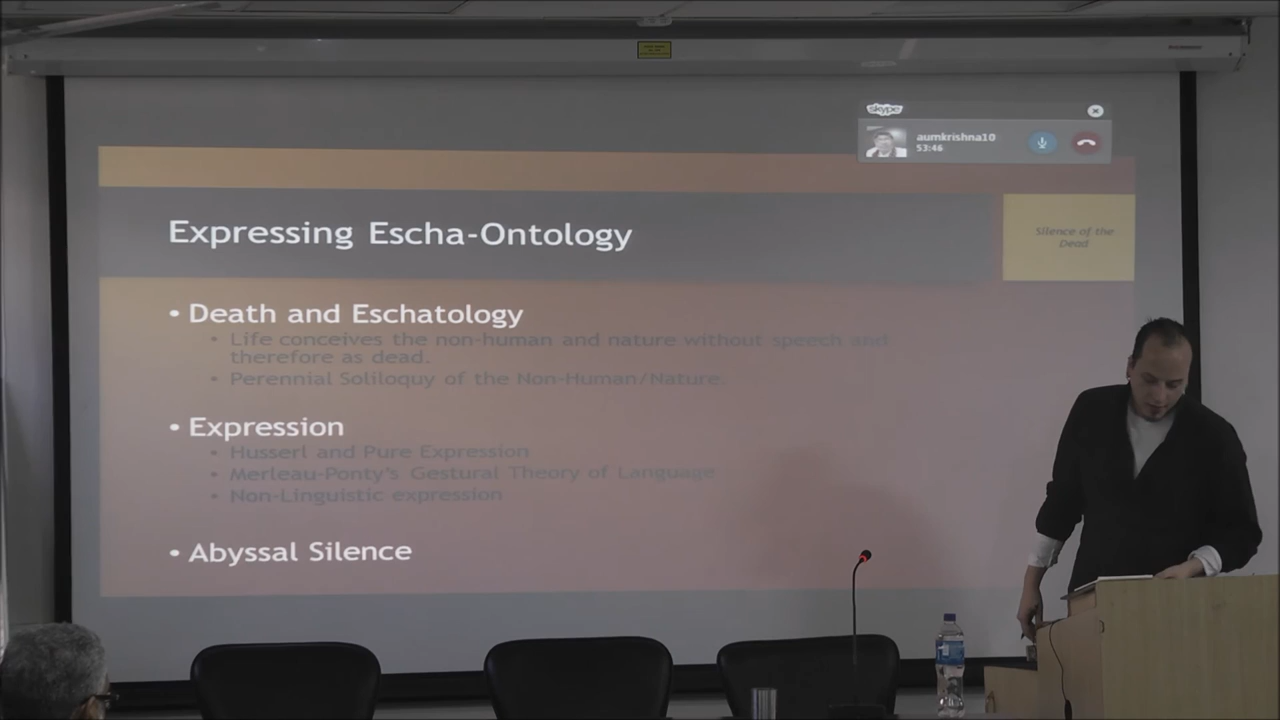 skype
aumkrishna10
53:46
Expressing Escha-Ontology
Silence of the
Dead
• Death and Eschatology
• Life conceives the non-human and nature without speech and
therefore as dead.
• Perennial Soliloquy of the Non-Human/Nature.
• Expression
• Husserl and Pure Expression
• Merleau-Ponty's Gestural Theory of Language
• Non-Linguistic expression
• Abyssal Silence